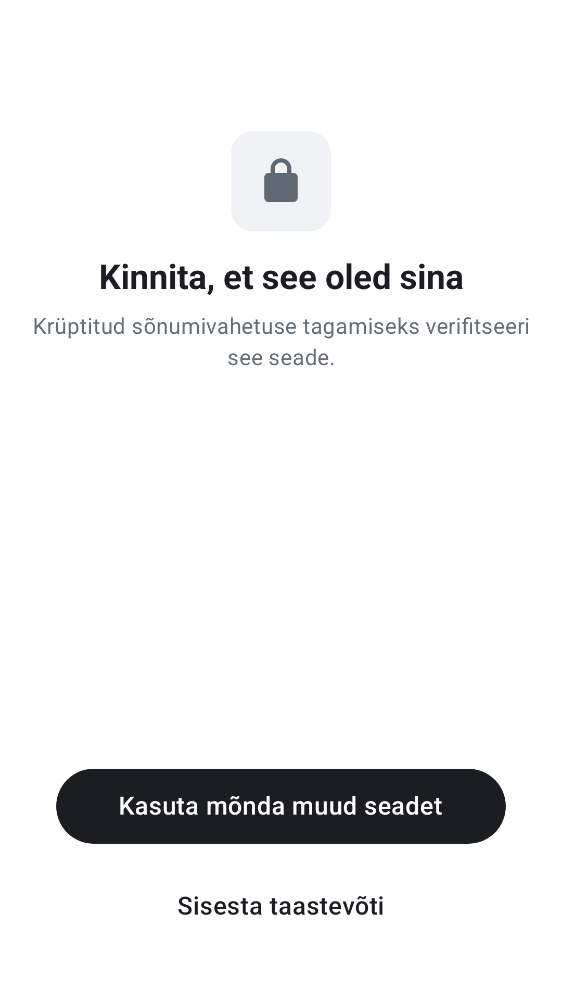 Kinnita, et see oled sina
Krüptitud sõnumivahetuse tagamiseks verifitseeri
see seade.
Kasuta mõnda muud seadet
Sisesta taastevõti